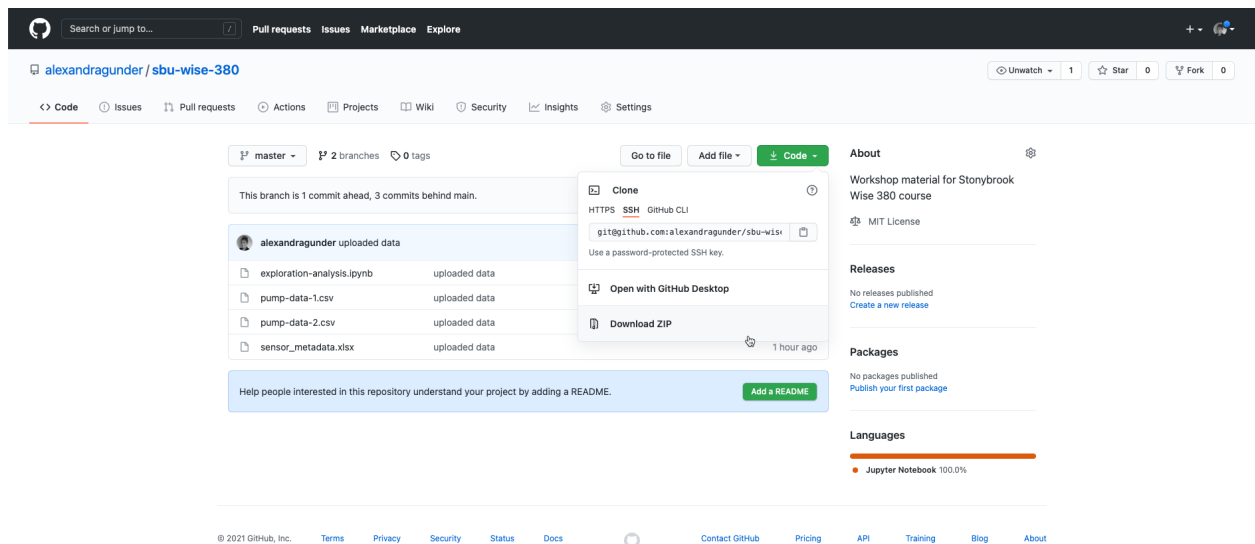 Search or jump to... /
Pull requests Issues Marketplace Explore
alexandragunder / sbu-wise-380
Unwatch 1 Star 0 Fork 0
Code Issues Pull requests Actions Projects Wiki Security Insights Settings
master 2 branches 0 tags
Go to file Add file Code
This branch is 1 commit ahead, 3 commits behind main.
alexandragunder uploaded data
exploration-analysis.ipynb uploaded data
pump-data-1.csv uploaded data
pump-data-2.csv uploaded data
sensor_metadata.xlsx uploaded data 1 hour ago
Clone
HTTPS SSH GitHub CLI
git@github.com:alexandragunder/sbu-wise
Use a password-protected SSH key.
Open with GitHub Desktop
Download ZIP
Help people interested in this repository understand your project by adding a README.
Add a README
About
Workshop material for Stonybrook
Wise 380 course
MIT License
Releases
No releases published
Create a new release
Packages
No packages published
Publish your first package
Languages
Jupyter Notebook 100.0%
© 2021 GitHub, Inc. Terms Privacy Security Status Docs Contact GitHub Pricing API Training Blog About